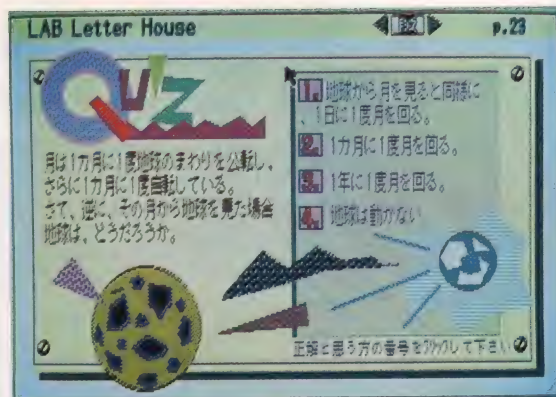 LAB Letter House
p.23
QU'Z
月は1カ月に1度地球のまわりを公転し、
さらに1カ月に1度自転している。
さて、逆に、その月から地球を見た場合
地球は、どうだろうか。
1. 地球から月を見ると同様に
、1日に1度月を回る。
2. 1カ月に1度月を回る。
3. 1年に1度月を回る。
4. 地球は動かない
正解と思う方の番号をクリックして下さい